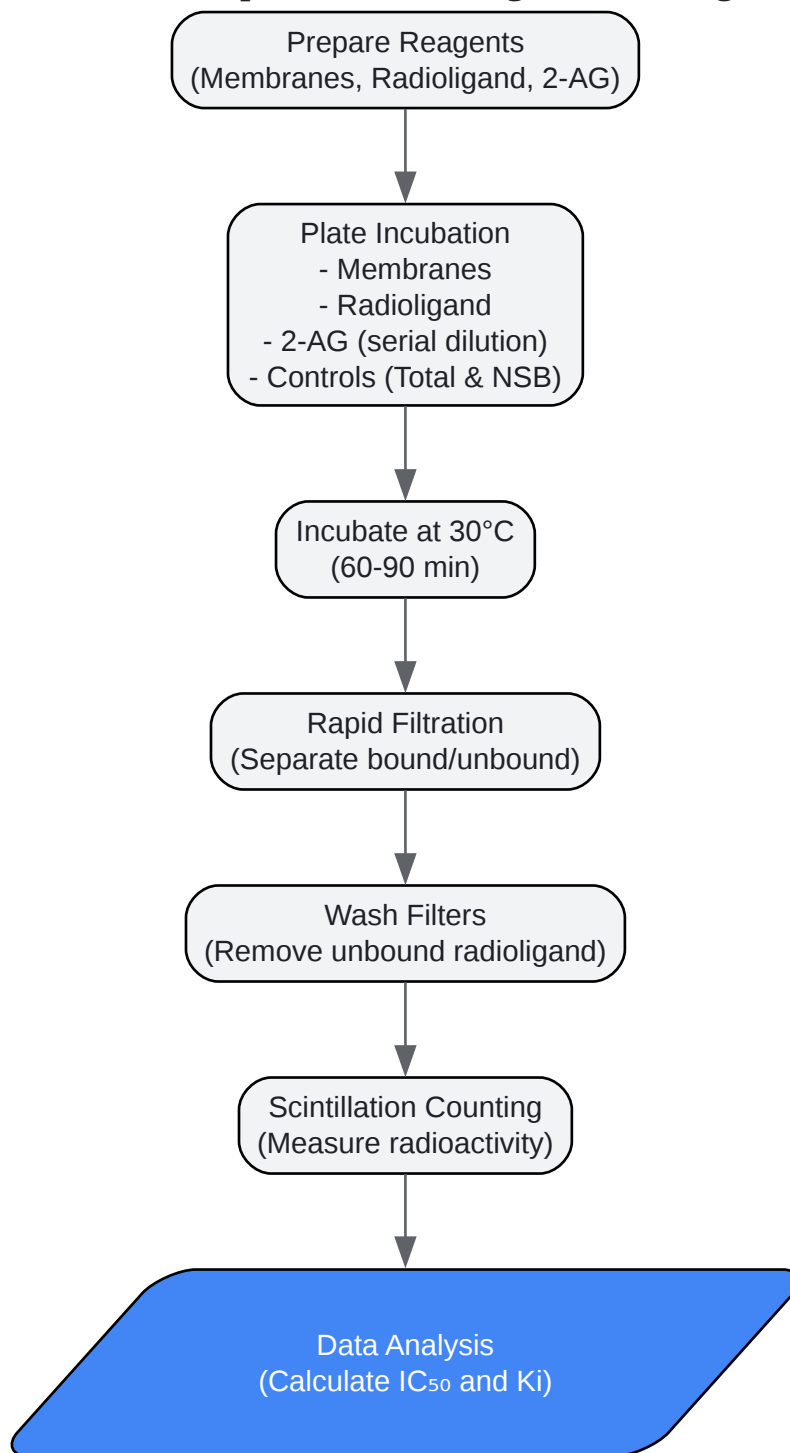 Prepare Reagents
(Membranes, Radioligand, 2-AG)
Plate Incubation
- Membranes
- Radioligand
- 2-AG (serial dilution)
- Controls (Total & NSB)
Incubate at 30°C
(60-90 min)
Rapid Filtration
(Separate bound/unbound)
Wash Filters
(Remove unbound radioligand)
Scintillation Counting
(Measure radioactivity)
Data Analysis
(Calculate IC₅₀ and Ki)